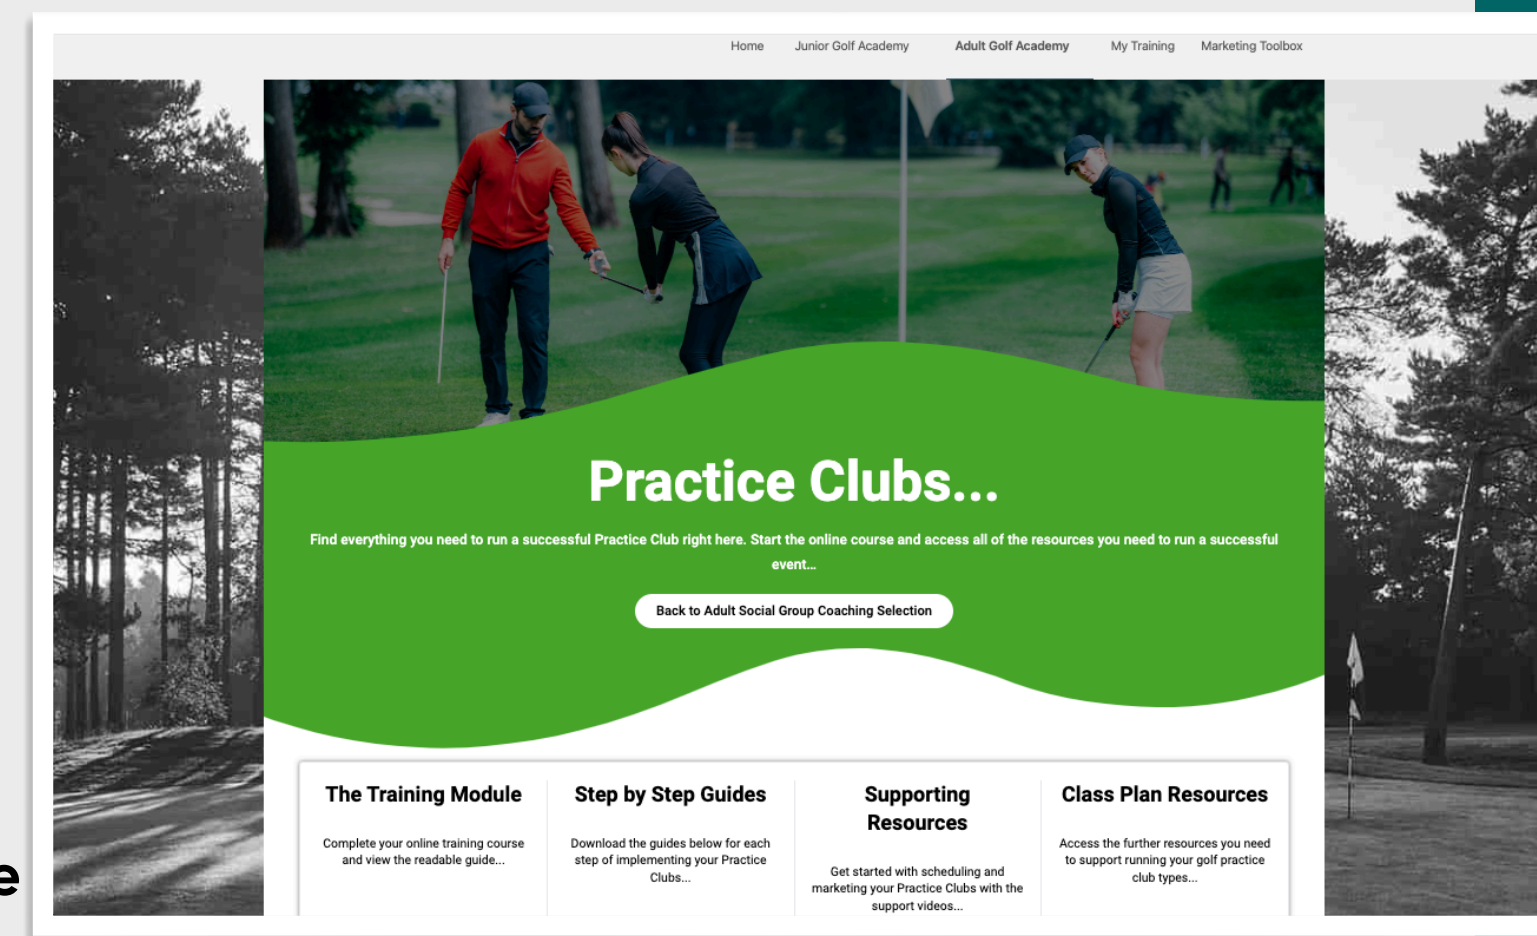 Home Junior Golf Academy Adult Golf Academy My Training Marketing Toolbox
Practice Clubs...
Find everything you need to run a successful Practice Club right here. Start the online course and access all of the resources you need to run a successful
event...
Back to Adult Social Group Coaching Selection
The Training Module
Complete your online training course
and view the readable guide...
Step by Step Guides
Download the guides below for each
step of implementing your Practice
Clubs...
Supporting
Resources
Get started with scheduling and
marketing your Practice Clubs with the
support videos...
Class Plan Resources
Access the further resources you need
to support running your golf practice
club types...
e